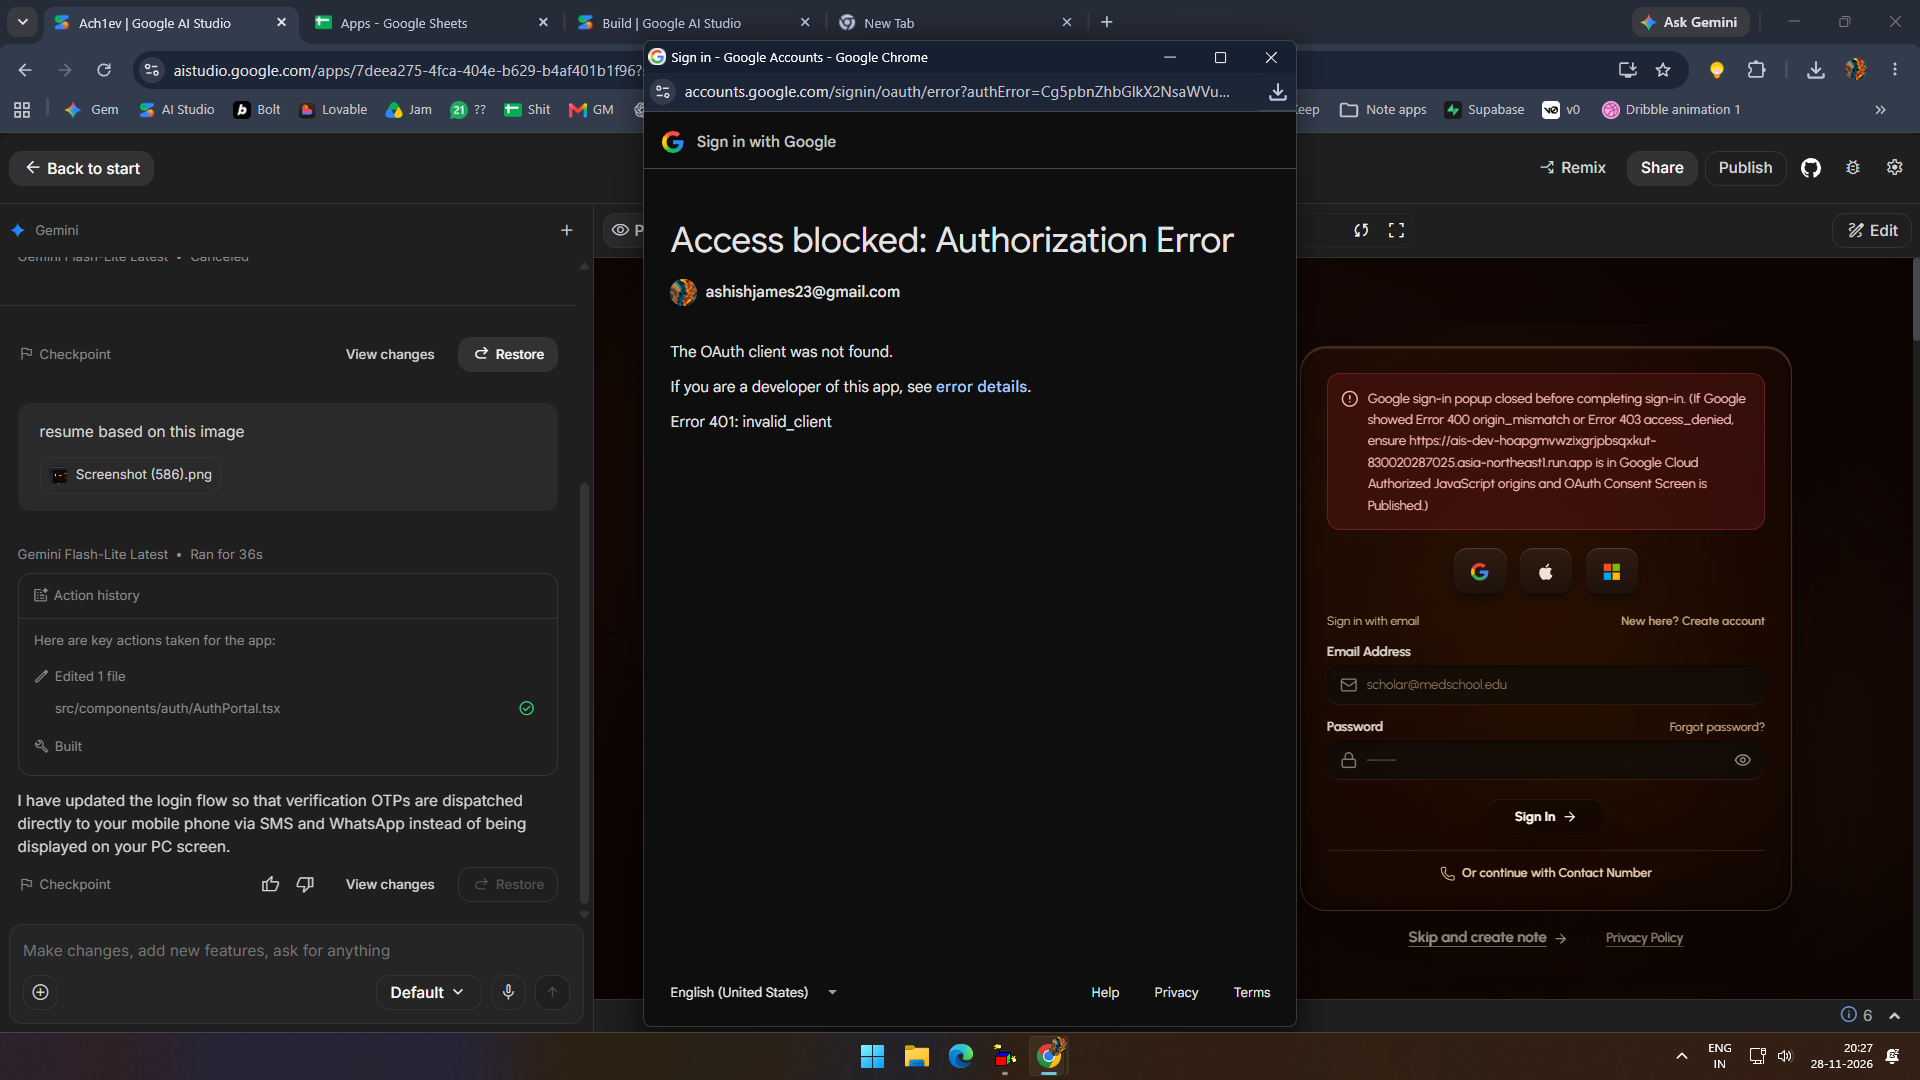 Ach1ev | Google AI Studio
Apps - Google Sheets
Build | Google AI Studio
New Tab
Ask Gemini
Sign in - Google Accounts - Google Chrome
aistudio.google.com/apps/7deea275-4fca-404e-b629-b4af401b1f96?
accounts.google.com/signin/oauth/error?authError=Cg5pbnZhbGlkX2NsaWVu...
Gem
AI Studio
Bolt
Lovable
Jam
21 ??
Shit
GM
Note apps
Supabase
v0
Dribble animation 1
Back to start
Sign in with Google
Remix
Share
Publish
Gemini
Edit
Gemini Flash-Lite Latest • Canceled
Checkpoint
View changes
Restore
resume based on this image
Screenshot (586).png
Gemini Flash-Lite Latest • Ran for 36s
Action history
Here are key actions taken for the app:
Edited 1 file
src/components/auth/AuthPortal.tsx
Built
I have updated the login flow so that verification OTPs are dispatched
directly to your mobile phone via SMS and WhatsApp instead of being
displayed on your PC screen.
Checkpoint
View changes
Restore
Make changes, add new features, ask for anything
Default
Access blocked: Authorization Error
ashishjames23@gmail.com
The OAuth client was not found.
If you are a developer of this app, see error details.
Error 401: invalid_client
English (United States)
Help
Privacy
Terms
Google sign-in popup closed before completing sign-in. (If Google
showed Error 400 origin_mismatch or Error 403 access_denied,
ensure https://ais-dev-hoapgmvwzixgrjpbsqxkut-
830020287025.asia-northeast1.run.app is in Google Cloud
Authorized JavaScript origins and OAuth Consent Screen is
Published.)
Sign in with email
New here? Create account
Email Address
scholar@medschool.edu
Password
Forgot password?
Sign In
Or continue with Contact Number
Skip and create note
Privacy Policy
6
ENG
IN
20:27
28-11-2026